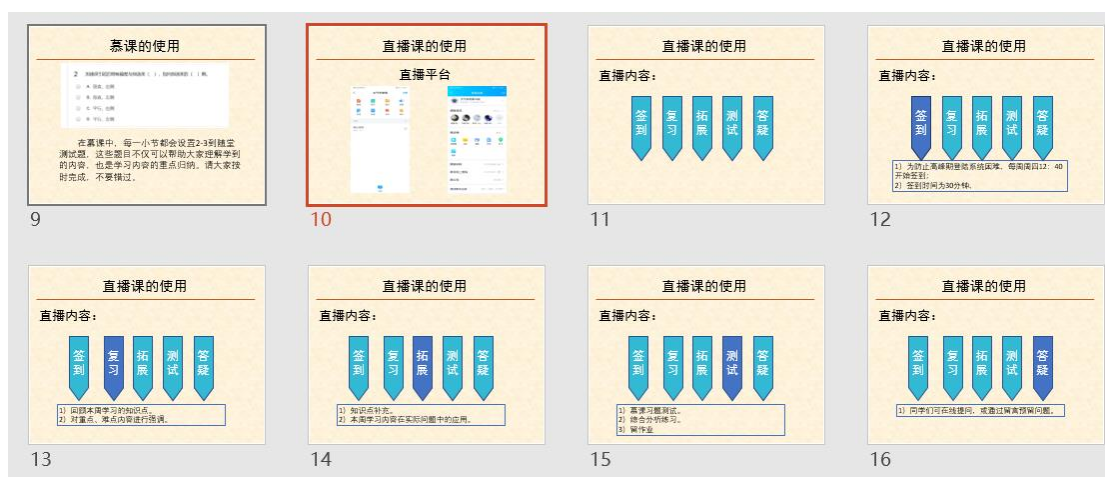 慕课的使用
在慕课中，每一小节都会设置2-3到随堂
测试题，这些题目不仅可以帮助大家理解学到
的内容，也是学习内容的重点归纳，请大家按
时完成，不要错过。
9
直播课的使用
直播平台
10
直播课的使用
直播内容：
签到 复习 拓展 测试 答疑
11
直播课的使用
直播内容：
签到 复习 拓展 测试 答疑
1）为防止高峰期登陆系统困难，每周周四12：40
开始签到；
2）签到时间为30分钟。
12
直播课的使用
直播内容：
签到 复习 拓展 测试 答疑
1）回顾本周学习的知识点。
2）对重点、难点内容进行强调。
13
直播课的使用
直播内容：
签到 复习 拓展 测试 答疑
1）知识点补充。
2）本周学习内容在实际问题中的应用。
14
直播课的使用
直播内容：
签到 复习 拓展 测试 答疑
1）慕课习题测试。
2）综合分析练习。
3）留作业
15
直播课的使用
直播内容：
签到 复习 拓展 测试 答疑
1）同学们可在线提问，或通过留言预留问题。
16